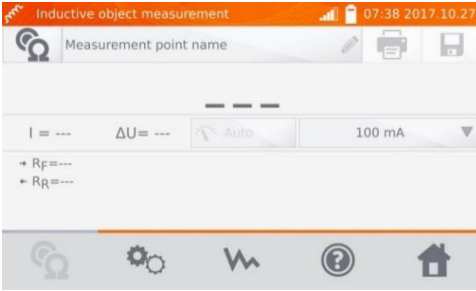 Inductive object measurement 07:38 2017.10.27
Measurement point name
---
I = --- ΔU= --- Auto 100 mA
→ RF=---
← RR=---